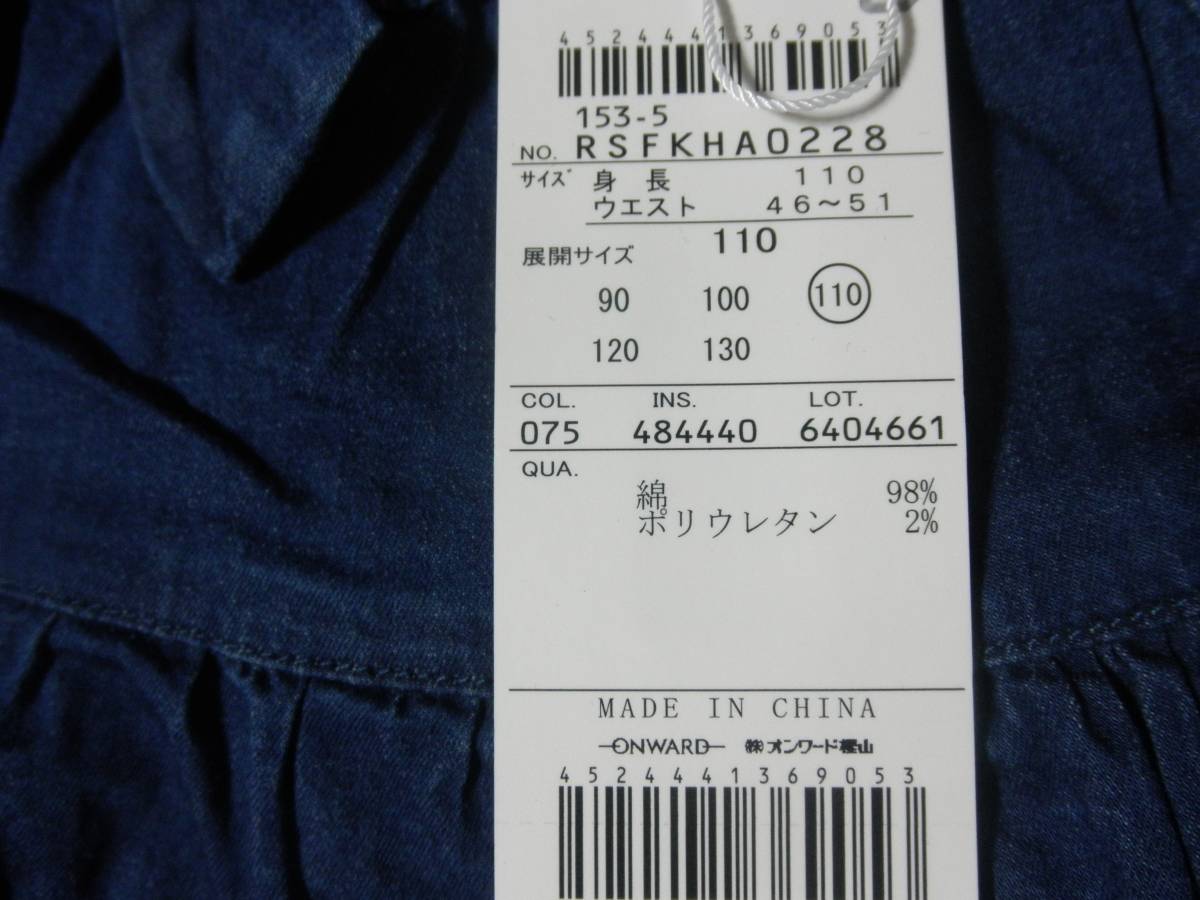 4524441369053
153-5
NO. RSFKHA0228
サイズ 身 長 110
ウエスト 46~51
110
展開サイズ
90 100 110
120 130
COL. INS. LOT.
075 484440 6404661
QUA.
綿 98%
ポリウレタン 2%
MADE IN CHINA
ONWARD ㈱オンワード樫山
4524441369053